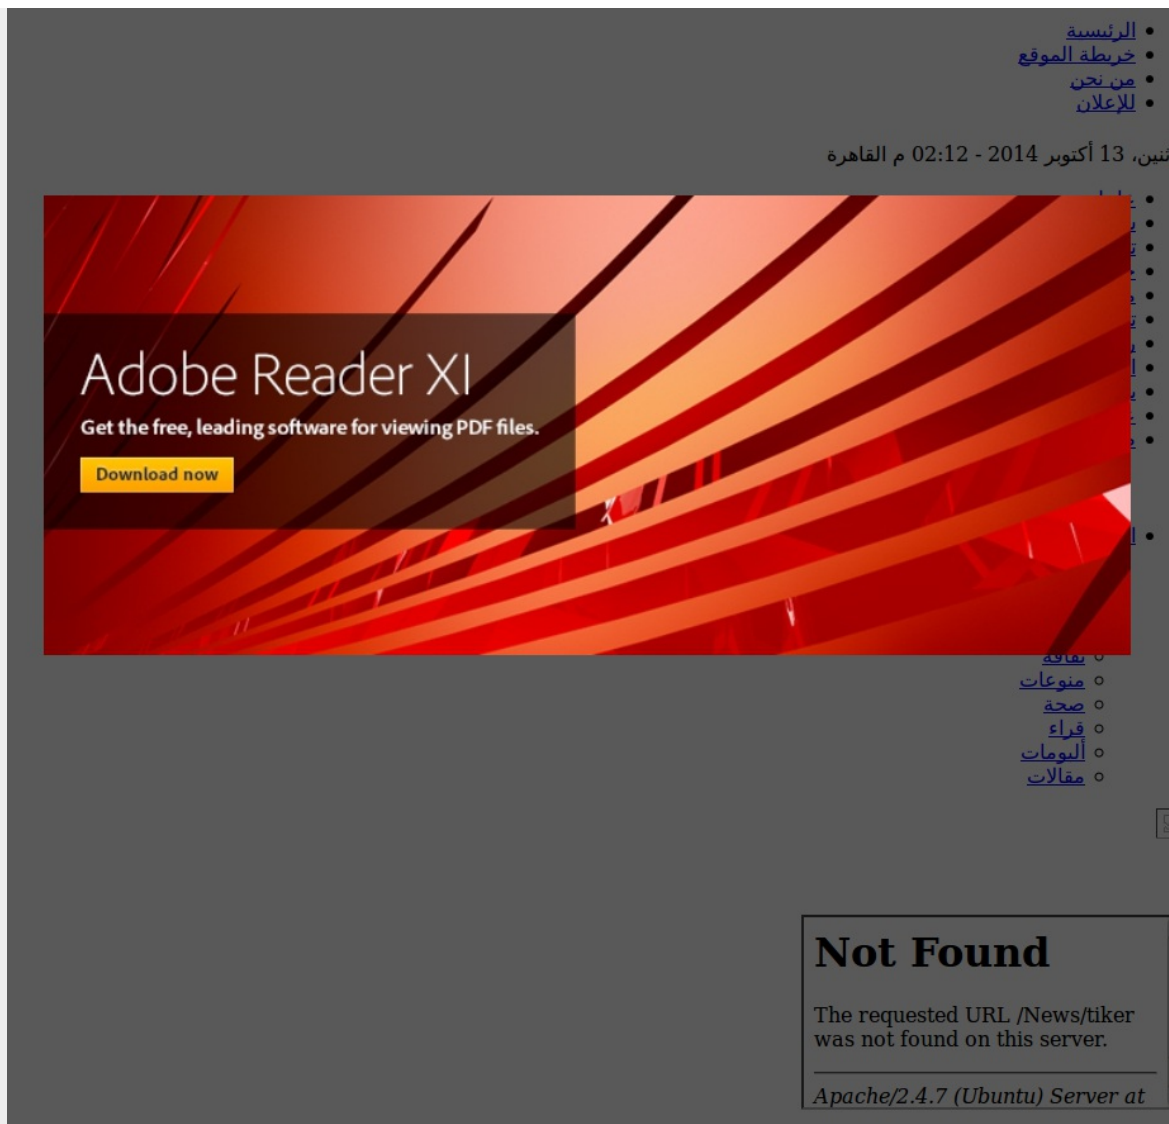 الرئيسية
خريطة الموقع
من نحن
للإعلان
13 أكتوبر 2014 - 02:12 م القاهرة
Adobe Reader XI
Get the free, leading software for viewing PDF files.
Download now
ثقافة
منوعات
صحة
قراء
ألبومات
مقالات
Not Found
The requested URL /News/tiker
was not found on this server.
Apache/2.4.7 (Ubuntu) Server at